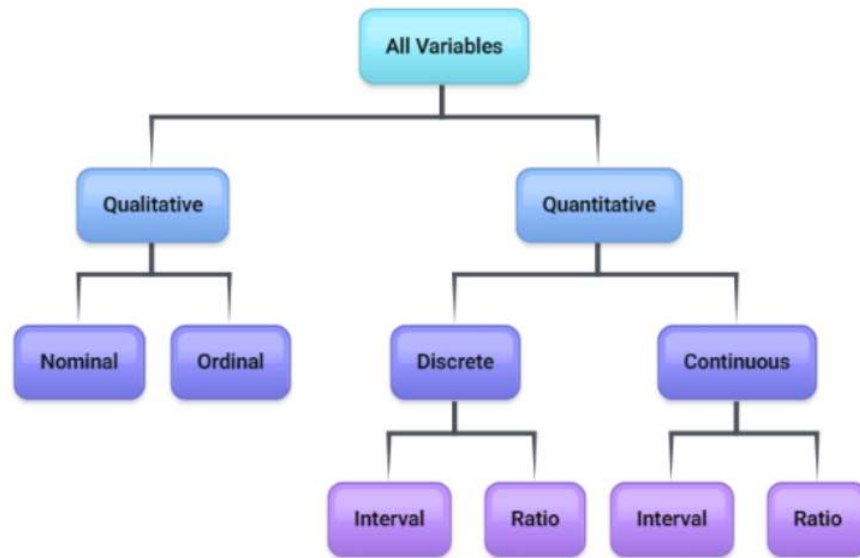 All Variables
Qualitative
Quantitative
Nominal
Ordinal
Discrete
Continuous
Interval
Ratio
Interval
Ratio